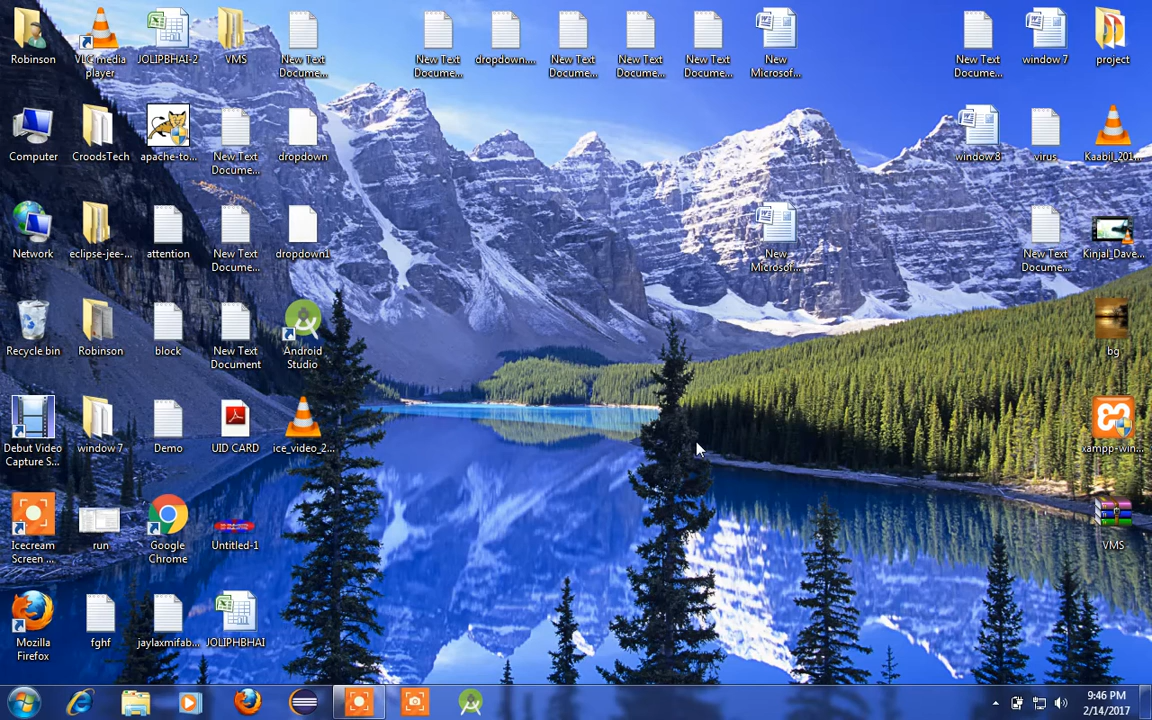 Robinson
VLC media
player
JOLIPBHAI-2
VMS
New Text
Docume...
New Text
Docume...
dropdown....
New Text
Docume...
New Text
Docume...
New Text
Docume...
New
Microsof...
New Text
Docume...
window 7
project
Computer
CroodsTech
apache-to...
New Text
Docume...
dropdown
window 8
virus
Kaabil_201...
Network
eclipse-jee-...
attention
New Text
Docume...
dropdown1
New
Microsof...
New Text
Docume...
Kinjal_Dave...
Recycle bin
Robinson
block
New Text
Document
Android
Studio
bg
Debut Video
Capture S...
window 7
Demo
UID CARD
ice_video_2...
xampp-win...
Icecream
Screen ...
run
Google
Chrome
Untitled-1
VMS
Mozilla
Firefox
fghf
jaylaxmifab...
JOLIPHBHAI
9:46 PM
2/14/2017